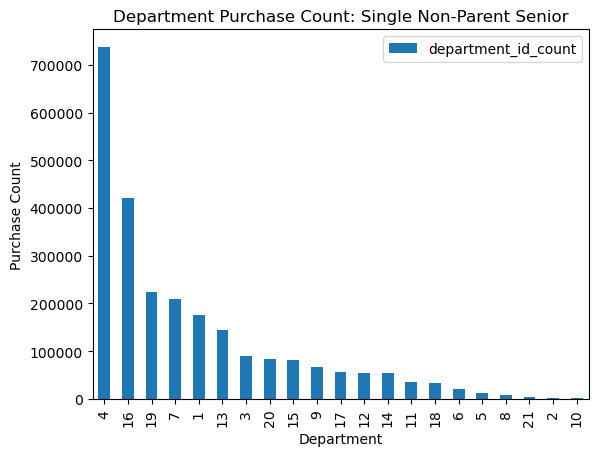 Department Purchase Count: Single Non-Parent Senior
department_id_count
700000
600000
500000
400000
300000
200000
100000
0
Purchase Count
4 16 19 7 1 13 3 20 15 9 17 12 14 11 18 6 5 8 21 2 10
Department